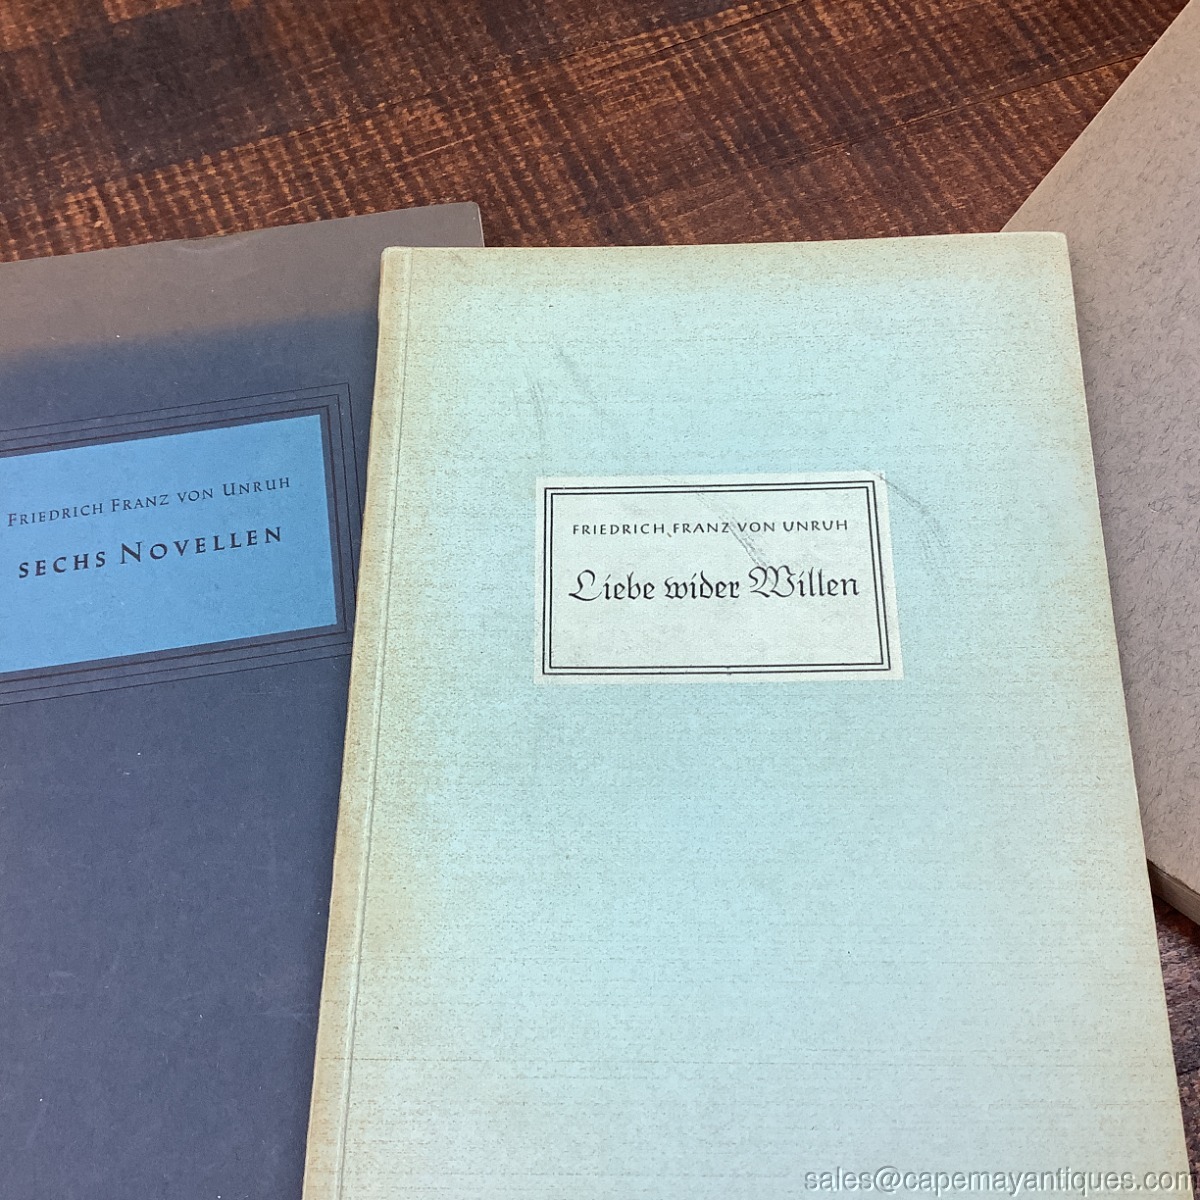 Friedrich Franz von Unruh
sechs Novellen
FRIEDRICH FRANZ VON UNRUH
Liebe wider Willen
sales@capemayantiques.com